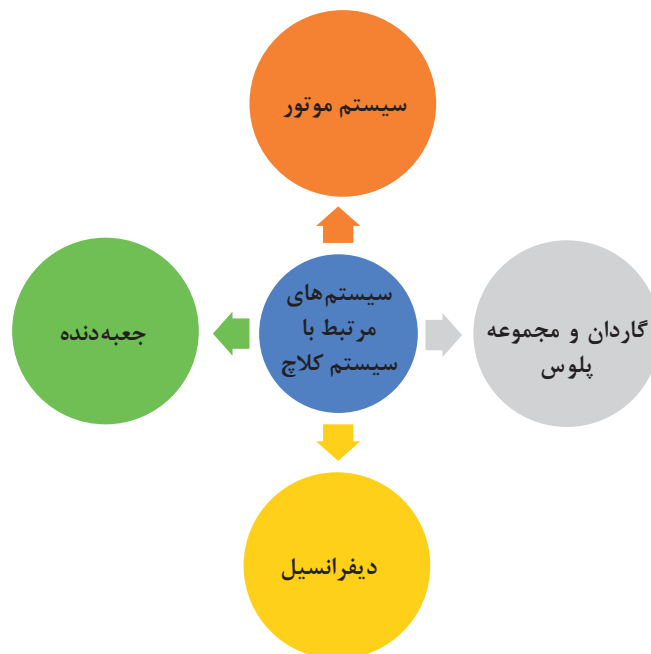 سیستم موتور
سیستم‌های
مرتبط با
سیستم کلاچ
گاردان و مجموعه
پلوس
جعبه‌دنده
دیفرانسیل